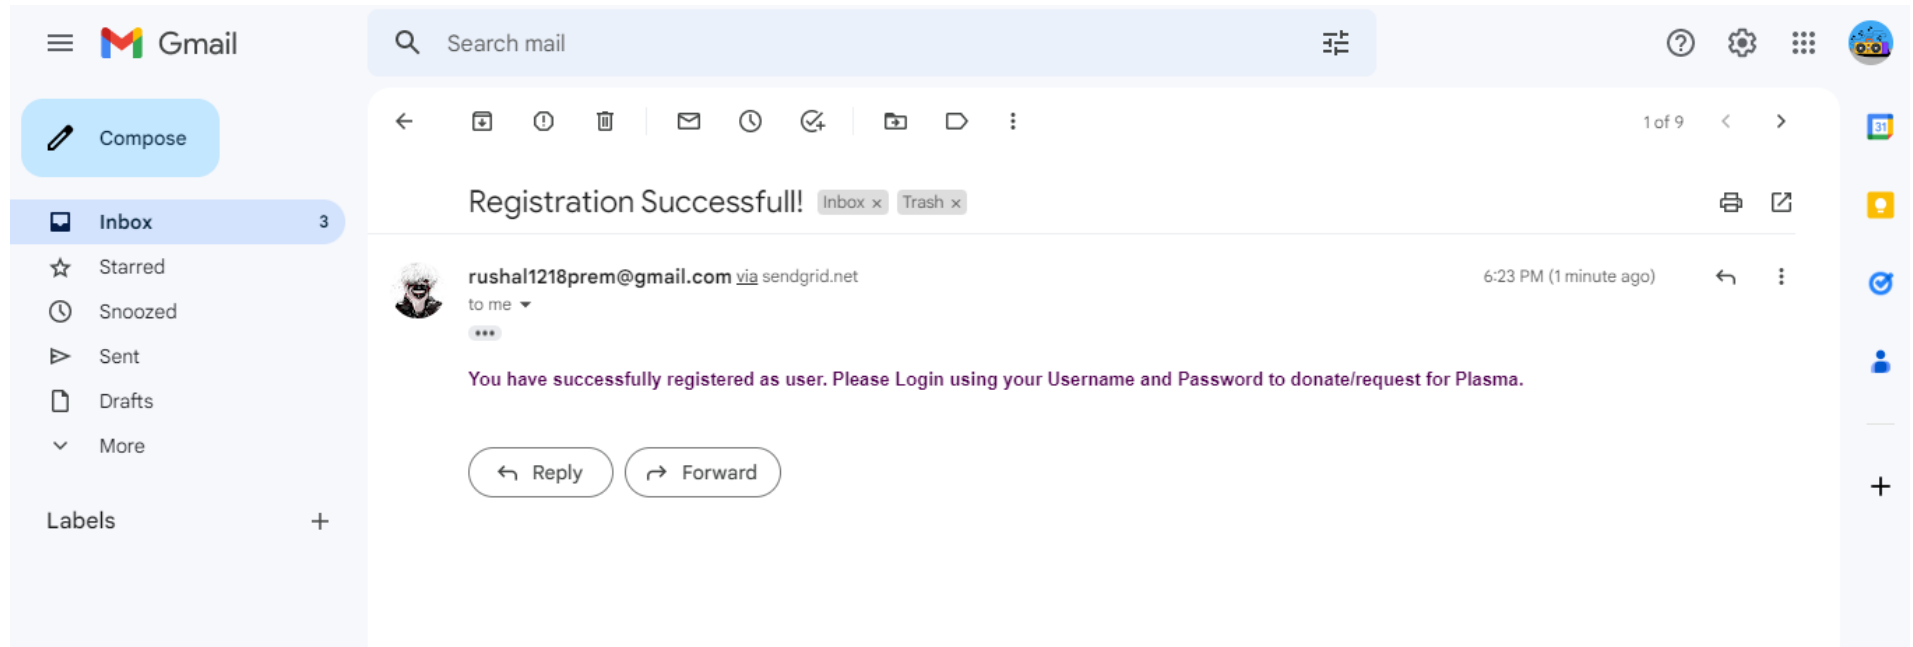 Gmail
Search mail
Compose
1 of 9
Registration Successfull! Inbox x Trash x
Inbox 3
Starred
Snoozed
Sent
Drafts
More
Labels +
rushal1218prem@gmail.com via sendgrid.net 6:23 PM (1 minute ago)
to me
You have successfully registered as user. Please Login using your Username and Password to donate/request for Plasma.
Reply Forward
31